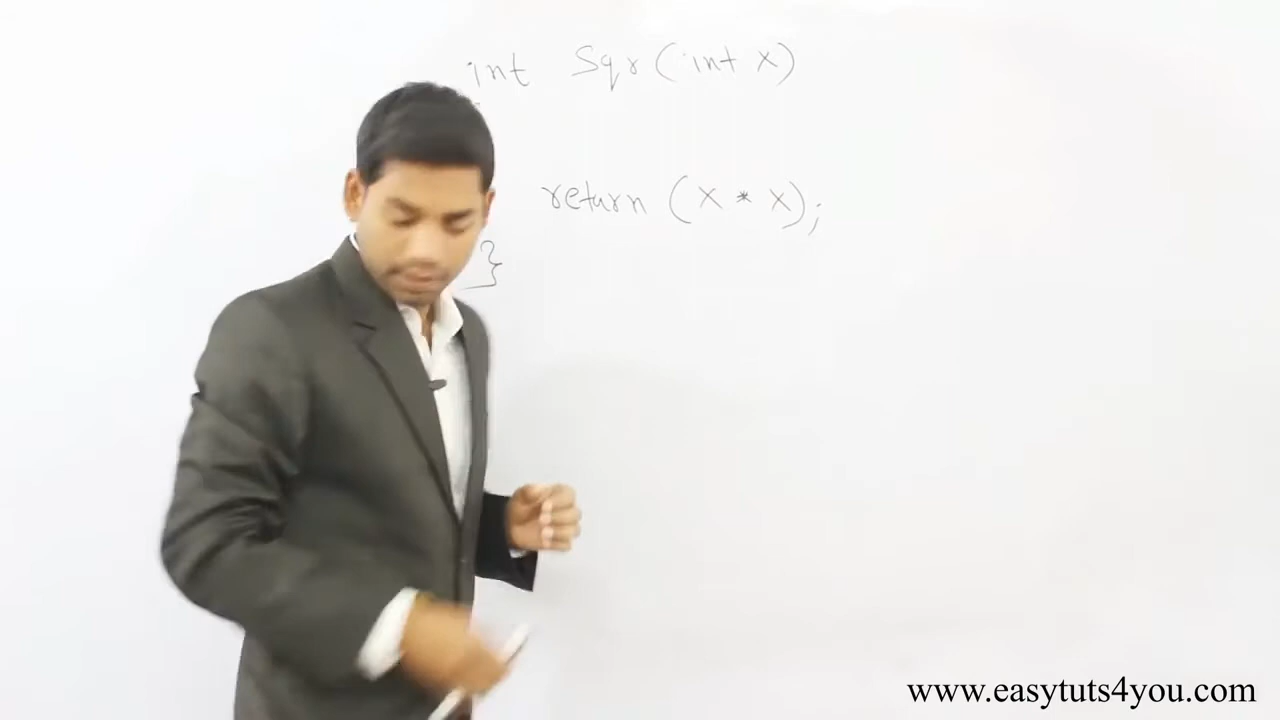 int Sqr (int x)
return (x * x);
}
www.easytuts4you.com